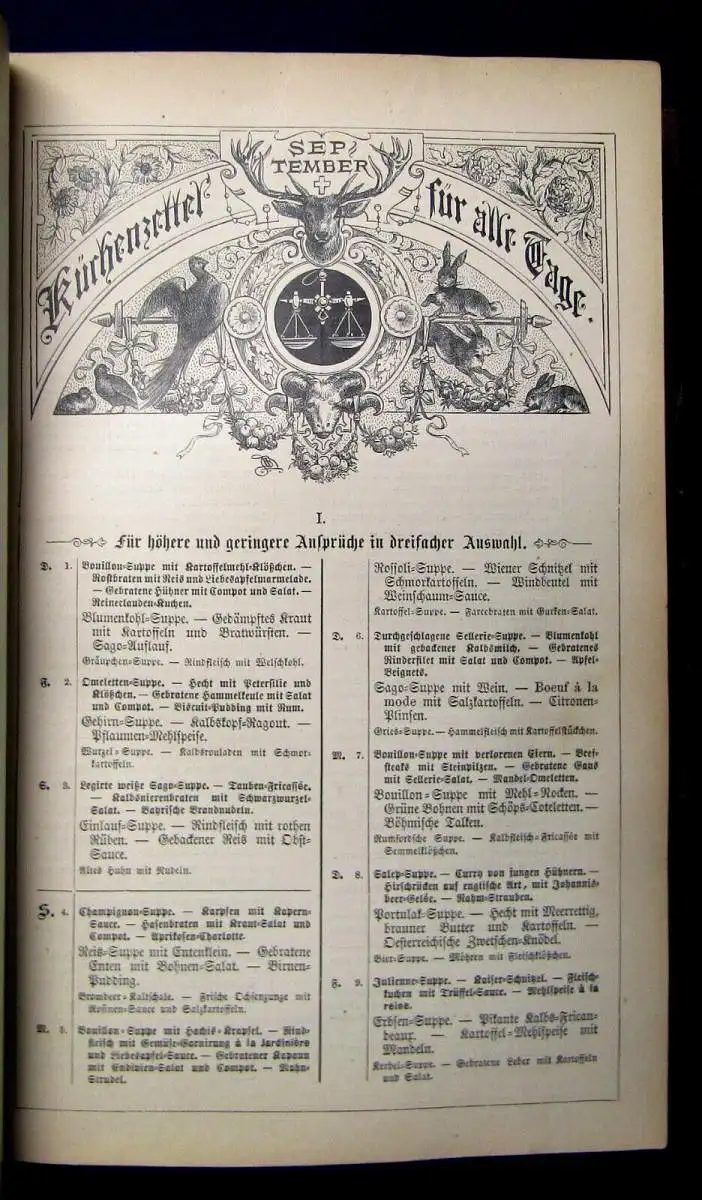 SEP-
TEMBER
Küchenzettel für alle Tage.
I.
Für höhere und geringere Ansprüche in dreifacher Auswahl.
D. 1. Bouillon-Suppe mit Kartoffelmehl-Klößchen. —
Rostbraten mit Reis und Liebesapfelmarmelade.
— Gebratene Hühner mit Compot und Salat. —
Reineclauden-Kuchen.
Blumenkohl-Suppe. — Gedämpftes Kraut
mit Kartoffeln und Bratwürsten. —
Sago-Auflauf.
Gräupchen-Suppe. — Rindfleisch mit Welschkohl.
F. 2. Omeletten-Suppe. — Hecht mit Petersilie und
Klößchen. — Gebratene Hammelkeule mit Salat
und Compot. — Biscuit-Pudding mit Rum.
Gehirn-Suppe. — Kalbskopf-Ragout. —
Pflaumen-Mehlspeise.
Wurzel-Suppe. — Kalbsrouladen mit Schmor-
kartoffeln.
S. 3. Legirte weiße Sago-Suppe. — Tauben-Fricassée.
— Kalbsnierenbraten mit Schwarzwurzel-
Salat. — Bayrische Brandnudeln.
Einlauf-Suppe. — Rindfleisch mit rothen
Rüben. — Gebackener Reis mit Obst-
Sauce.
Altes Huhn mit Nudeln.
S. 4. Champignon-Suppe. — Karpfen mit Kapern-
Sauce. — Hasenbraten mit Kraut-Salat und
Compot. — Aprikosen-Charlotte.
Reis-Suppe mit Entenklein. — Gebratene
Enten mit Bohnen-Salat. — Birnen-
Pudding.
Brombeer-Kaltschale. — Frische Ochsenzunge mit
Rosinen-Sauce und Salzkartoffeln.
M. 5. Bouillon-Suppe mit Hachis-Krapfel. — Rind-
fleisch mit Gemüse-Garnirung à la Jardinière
und Liebesapfel-Sauce. — Gebratener Kapaun
mit Endivien-Salat und Compot. — Mohn-
Strudel.
Rossoli-Suppe. — Wiener Schnitzel mit
Schmorkartoffeln. — Windbeutel mit
Weinschaum-Sauce.
Kartoffel-Suppe. — Farcebraten mit Gurken-Salat.
D. 6. Durchgeschlagene Sellerie-Suppe. — Blumenkohl
mit gebackener Kalbsmilch. — Gebratenes
Rinderfilet mit Salat und Compot. — Apfel-
Beignets.
Sago-Suppe mit Wein. — Boeuf à la
mode mit Salzkartoffeln. — Citronen-
Plinsen.
Gries-Suppe. — Hammelfleisch mit Kartoffelstückchen.
M. 7. Bouillon-Suppe mit verlorenen Eiern. — Beef-
steaks mit Steinpilzen. — Gebratene Gans
mit Sellerie-Salat. — Mandel-Omeletten.
Bouillon-Suppe mit Mehl-Nocken. —
Grüne Bohnen mit Schöps-Coteletten. —
Böhmische Talken.
Rumfordsche Suppe. — Kalbfleisch-Fricassée mit
Semmelklößchen.
D. 8. Salep-Suppe. — Curry von jungen Hühnern. —
Hirschrücken auf englische Art, mit Johannis-
beer-Gelée. — Rahm-Strauben.
Portulak-Suppe. — Hecht mit Meerrettig,
brauner Butter und Kartoffeln. —
Oesterreichische Zwetschen-Knödel.
Bier-Suppe. — Möhren mit Fleischklößchen.
F. 9. Julienne-Suppe. — Kaiser-Schnitzel. — Fleisch-
kuchen mit Trüffel-Sauce. — Mehlspeise à la
reine.
Erbsen-Suppe. — Pikante Kalbs-Frican-
deaux. — Kartoffel-Mehlspeise mit
Mandeln.
Kerbel-Suppe. — Gebratene Leber mit Kartoffeln
und Salat.